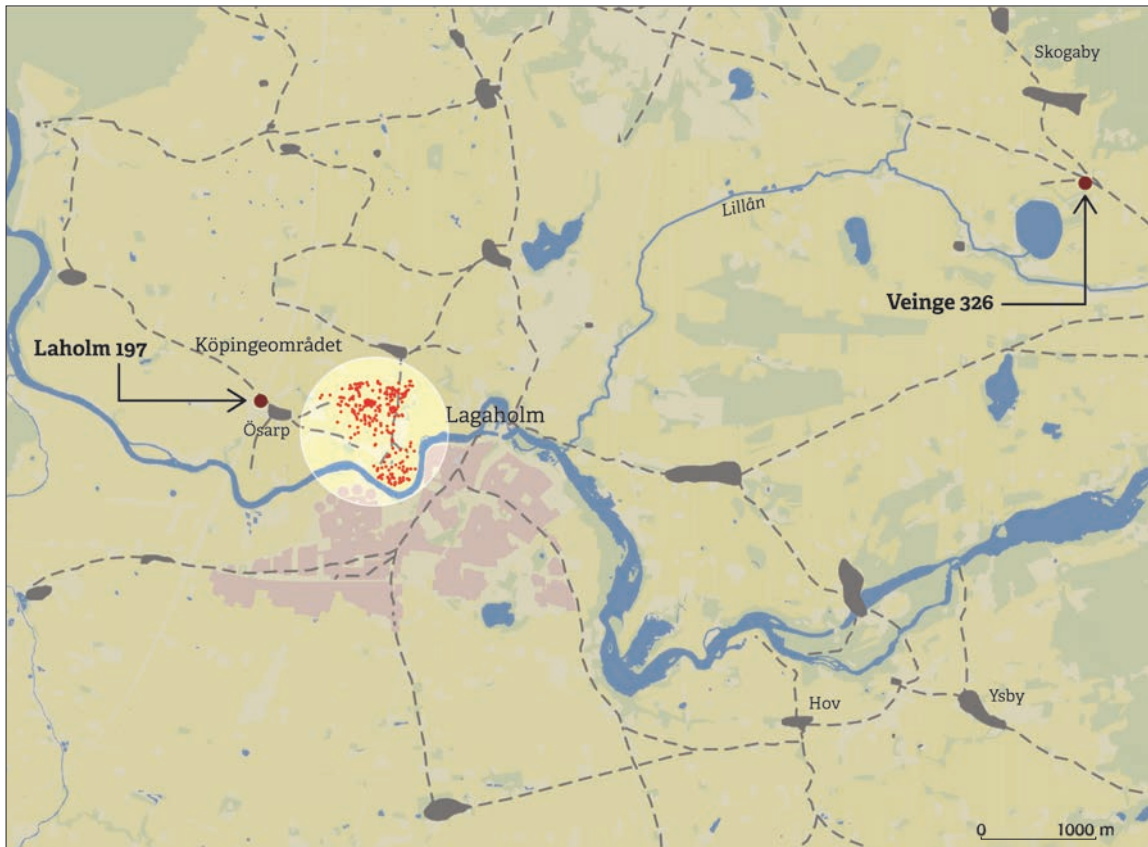 Skogaby
Lillån
Veinge 326
Laholm 197
Köpingeområdet
Lagaholm
Ösarp
Hov
Ysby
0 1000 m